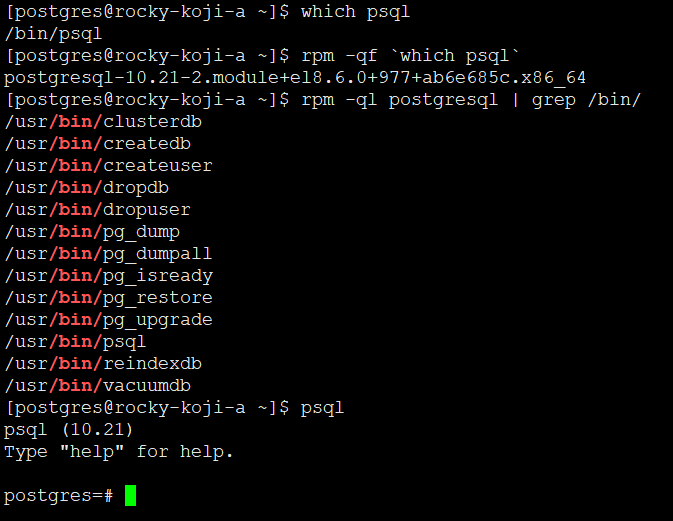 [postgres@rocky-koji-a ~]$ which psql
/bin/psql
[postgres@rocky-koji-a ~]$ rpm -qf `which psql`
postgresql-10.21-2.module+el8.6.0+977+ab6e685c.x86_64
[postgres@rocky-koji-a ~]$ rpm -ql postgresql | grep /bin/
/usr/bin/clusterdb
/usr/bin/createdb
/usr/bin/createuser
/usr/bin/dropdb
/usr/bin/dropuser
/usr/bin/pg_dump
/usr/bin/pg_dumpall
/usr/bin/pg_isready
/usr/bin/pg_restore
/usr/bin/pg_upgrade
/usr/bin/psql
/usr/bin/reindexdb
/usr/bin/vacuumdb
[postgres@rocky-koji-a ~]$ psql
psql (10.21)
Type "help" for help.
postgres=#